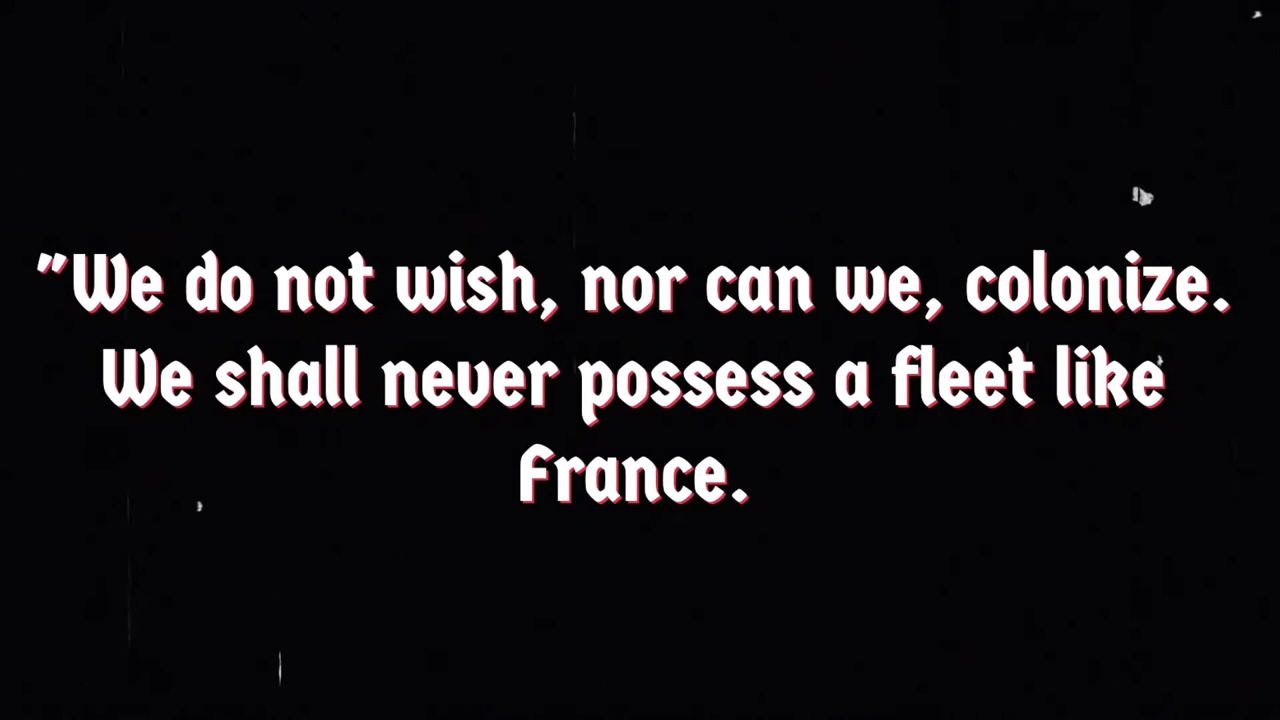 "We do not wish, nor can we, colonize.
We shall never possess a fleet like
France.